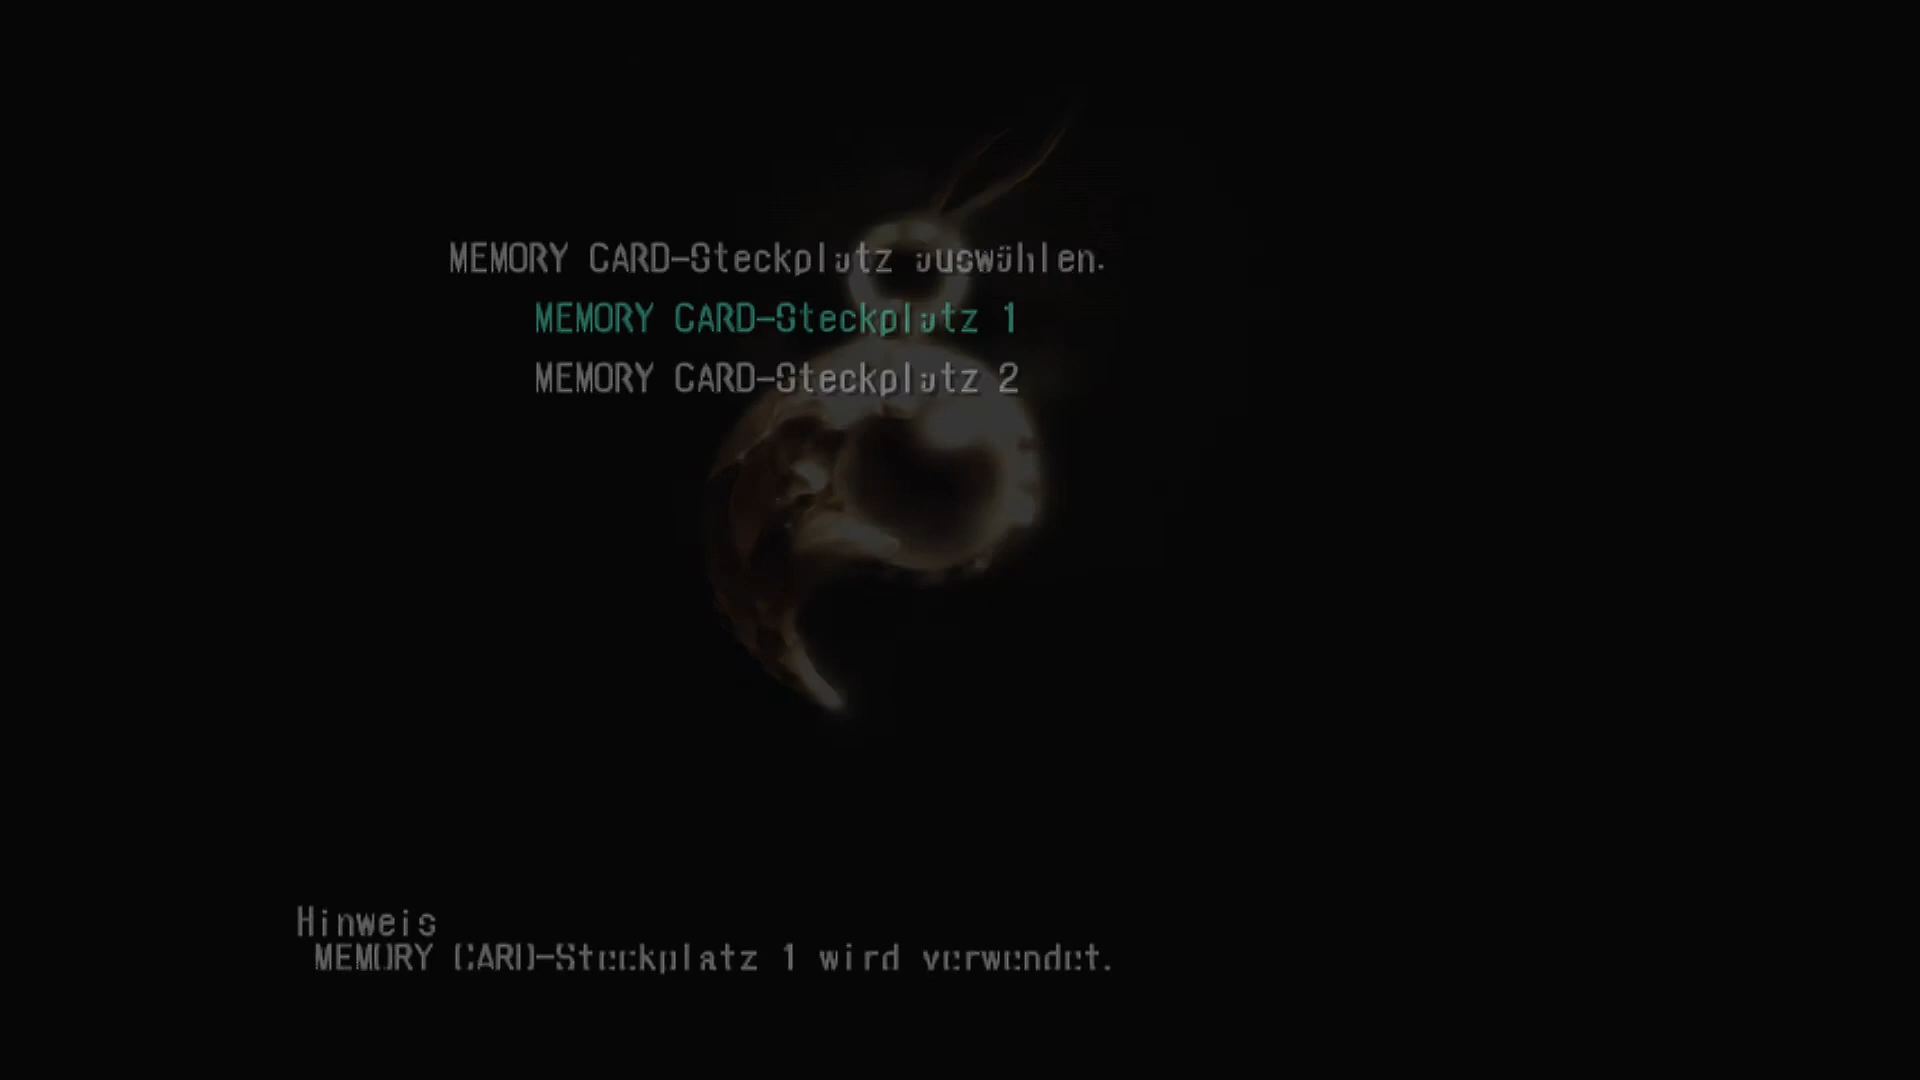 MEMORY CARD-Steckplatz auswählen.
MEMORY CARD-Steckplatz 1
MEMORY CARD-Steckplatz 2
Hinweis
MEMORY CARD-Steckplatz 1 wird verwendet.